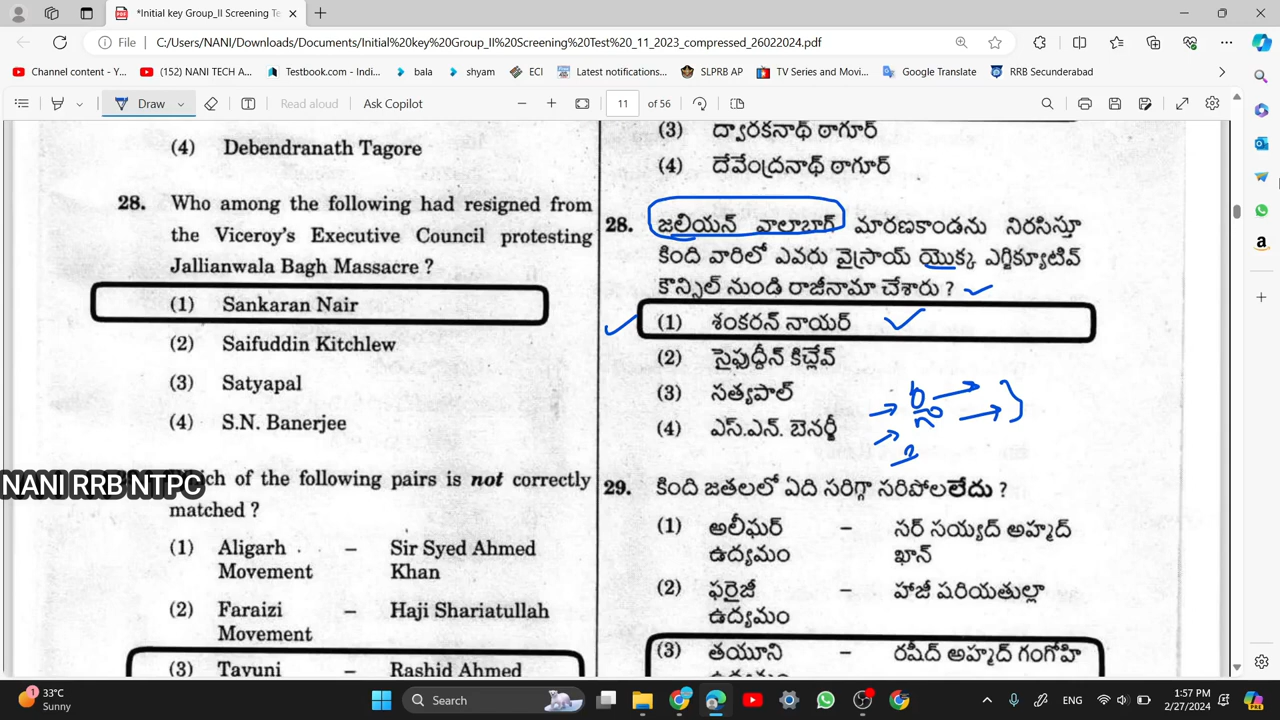 *Initial key Group_II Screening T
File
C:/Users/NANI/Downloads/Documents/Initial%20key%20Group_II%20Screening%20Test%20_11_2023_compressed_26022024.pdf
Channel content - Y...
(152) NANI TECH A...
Testbook.com - Indi...
bala
shyam
ECI
Latest notifications...
SLPRB AP
TV Series and Movi...
Google Translate
RRB Secunderabad
Draw
Read aloud
Ask Copilot
11 of 56
(4) Debendranath Tagore
28. Who among the following had resigned from
the Viceroy's Executive Council protesting
Jallianwala Bagh Massacre ?
(1) Sankaran Nair
(2) Saifuddin Kitchlew
(3) Satyapal
(4) S.N. Banerjee
NANI RRB NTPC
ch of the following pairs is not correctly
matched ?
(1) Aligarh – Sir Syed Ahmed
Movement Khan
(2) Faraizi – Haji Shariatullah
Movement
(3) Tayuni – Rashid Ahmed
(3) ద్వారకనాథ్ ఠాగూర్
(4) దేవేంద్రనాథ్ ఠాగూర్
28. జలియన్ వాలాబాగ్ మారణకాండను నిరసిస్తూ
కింది వారిలో ఎవరు వైస్రాయ్ యొక్క ఎగ్జిక్యూటివ్
కౌన్సిల్ నుండి రాజీనామా చేశారు ?
(1) శంకరన్ నాయర్
(2) సైఫుద్దీన్ కిచ్లేవ్
(3) సత్యపాల్
(4) ఎస్.ఎన్. బెనర్జీ
29. కింది జతలలో ఏది సరిగ్గా సరిపోలలేదు ?
(1) అలీఘర్ – సర్ సయ్యద్ అహ్మద్
ఉద్యమం ఖాన్
(2) ఫరైజీ – హాజీ షరియతుల్లా
ఉద్యమం
(3) తయూని – రషీద్ అహ్మద్ గంగోహి
33°C
Sunny
1
Search
ENG
1:57 PM
2/27/2024